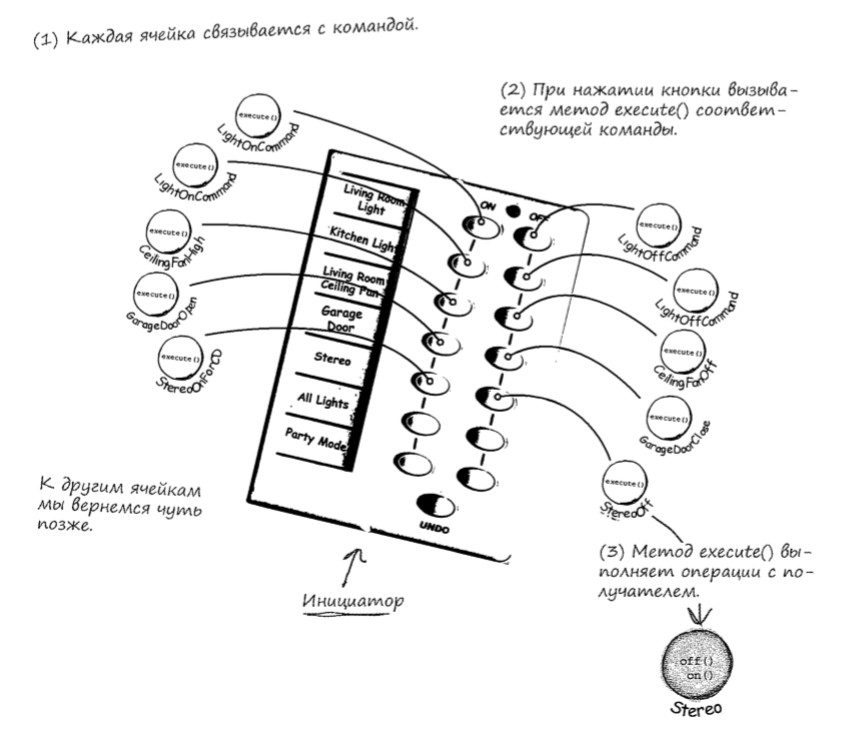 (1) Каждая ячейка связывается с командой.
(2) При нажатии кнопки вызыва-
ется метод execute() соответ-
ствующей команды.
execute()
LightOnCommand
execute()
LightOnCommand
execute()
CeilingFanHigh
execute()
GarageDoorOpen
execute()
StereoOnForCD
Living Room
Light
Kitchen Light
Living Room
Ceiling Fan
Garage
Door
Stereo
All Lights
Party Mode
ON
OFF
UNDO
execute()
LightOffCommand
execute()
LightOffCommand
execute()
CeilingFanOff
execute()
GarageDoorClose
execute()
StereoOff
К другим ячейкам
мы вернемся чуть
позже.
Инициатор
(3) Метод execute() вы-
полняет операции с по-
лучателем.
off()
on()
Stereo